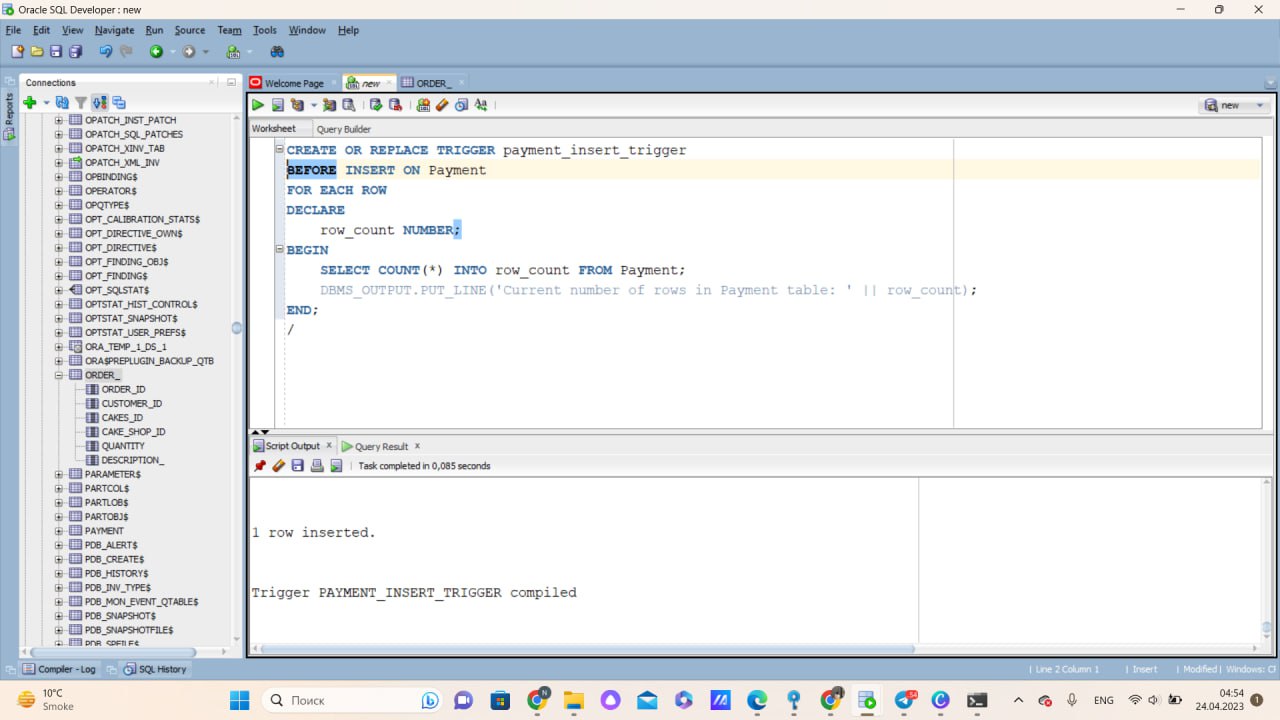 Oracle SQL Developer : new
File Edit View Navigate Run Source Team Tools Window Help
Connections
Reports
OPATCH_INST_PATCH
OPATCH_SQL_PATCHES
OPATCH_XINV_TAB
OPATCH_XML_INV
OPBINDING$
OPERATOR$
OPQTYPE$
OPT_CALIBRATION_STATS$
OPT_DIRECTIVE_OWN$
OPT_DIRECTIVE$
OPT_FINDING_OBJ$
OPT_FINDING$
OPT_SQLSTAT$
OPTSTAT_HIST_CONTROL$
OPTSTAT_SNAPSHOT$
OPTSTAT_USER_PREFS$
ORA_TEMP_1_DS_1
ORA$PREPLUGIN_BACKUP_QTB
ORDER_
ORDER_ID
CUSTOMER_ID
CAKES_ID
CAKE_SHOP_ID
QUANTITY
DESCRIPTION_
PARAMETER$
PARTCOL$
PARTLOB$
PARTOBJ$
PAYMENT
PDB_ALERT$
PDB_CREATE$
PDB_HISTORY$
PDB_INV_TYPE$
PDB_MON_EVENT_QTABLE$
PDB_SNAPSHOT$
PDB_SNAPSHOTFILE$
PDB_SPFILE$
Welcome Page new ORDER_
new
Worksheet Query Builder
CREATE OR REPLACE TRIGGER payment_insert_trigger
BEFORE INSERT ON Payment
FOR EACH ROW
DECLARE
row_count NUMBER;
BEGIN
SELECT COUNT(*) INTO row_count FROM Payment;
DBMS_OUTPUT.PUT_LINE('Current number of rows in Payment table: ' || row_count);
END;
/
Script Output Query Result
Task completed in 0,085 seconds
1 row inserted.
Trigger PAYMENT_INSERT_TRIGGER compiled
Compiler - Log SQL History
Line 2 Column 1 Insert Modified Windows: C
10°C
Smoke
Поиск
N
54
ENG
04:54
24.04.2023
1